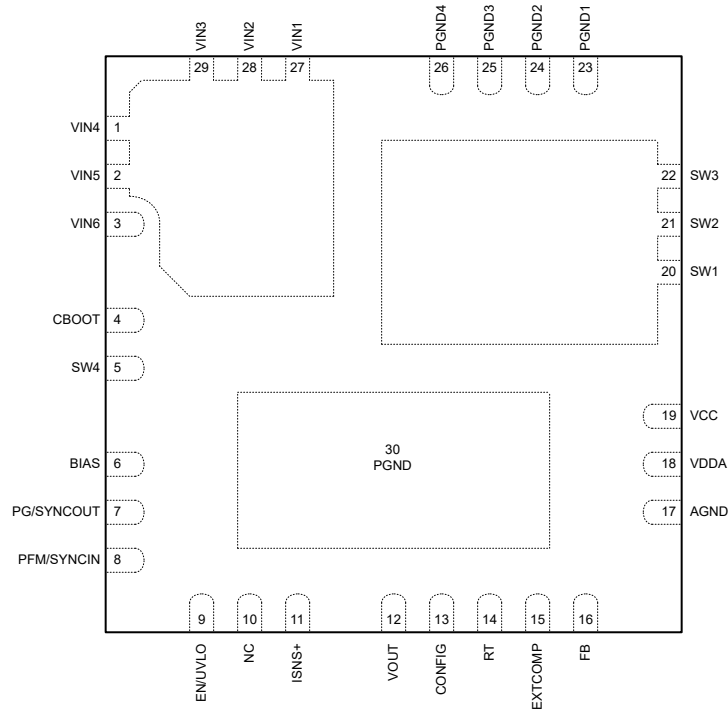 VIN3
VIN2
VIN1
PGND4
PGND3
PGND2
PGND1
29
28
27
26
25
24
23
VIN4 1
VIN5 2
VIN6 3
22 SW3
21 SW2
20 SW1
CBOOT 4
SW4 5
BIAS 6
PG/SYNCOUT 7
PFM/SYNCIN 8
30
PGND
19 VCC
18 VDDA
17 AGND
9
10
11
12
13
14
15
16
EN/UVLO
NC
ISNS+
VOUT
CONFIG
RT
EXTCOMP
FB